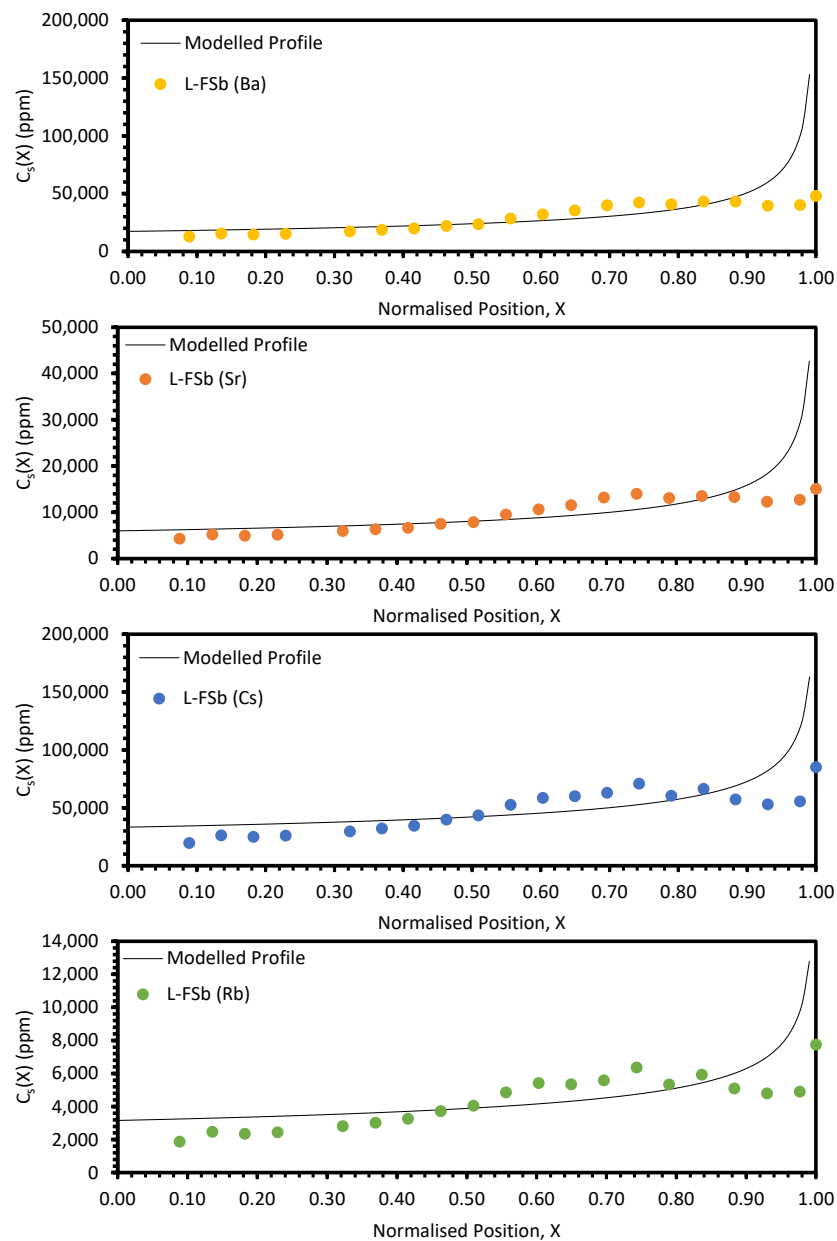 200,000
150,000
100,000
50,000
0
Cₛ(X) (ppm)
Modelled Profile
L-FSb (Ba)
0.00 0.10 0.20 0.30 0.40 0.50 0.60 0.70 0.80 0.90 1.00
Normalised Position, X
50,000
40,000
30,000
20,000
10,000
0
Cₛ(X) (ppm)
Modelled Profile
L-FSb (Sr)
0.00 0.10 0.20 0.30 0.40 0.50 0.60 0.70 0.80 0.90 1.00
Normalised Position, X
200,000
150,000
100,000
50,000
0
Cₛ(X) (ppm)
Modelled Profile
L-FSb (Cs)
0.00 0.10 0.20 0.30 0.40 0.50 0.60 0.70 0.80 0.90 1.00
Normalised Position, X
14,000
12,000
10,000
8,000
6,000
4,000
2,000
0
Cₛ(X) (ppm)
Modelled Profile
L-FSb (Rb)
0.00 0.10 0.20 0.30 0.40 0.50 0.60 0.70 0.80 0.90 1.00
Normalised Position, X